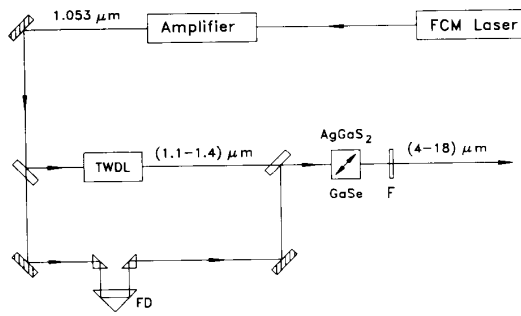 1.053 μm
Amplifier
FCM Laser
AgGaS₂
(1.1–1.4) μm
(4–18) μm
TWDL
GaSe
F
FD